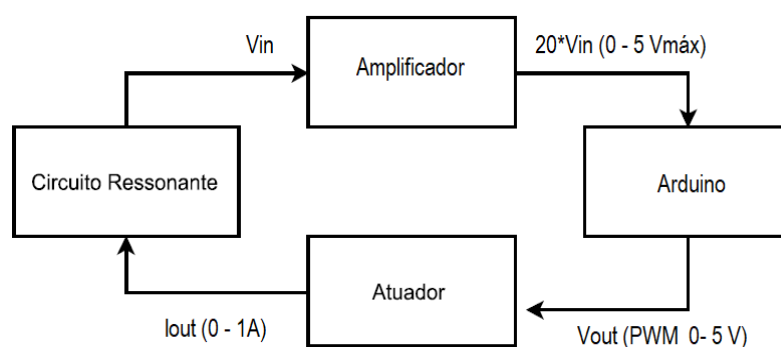 Vin
Amplificador
20*Vin (0 - 5 Vmáx)
Circuito Ressonante
Arduino
Atuador
Iout (0 - 1A)
Vout (PWM 0- 5 V)